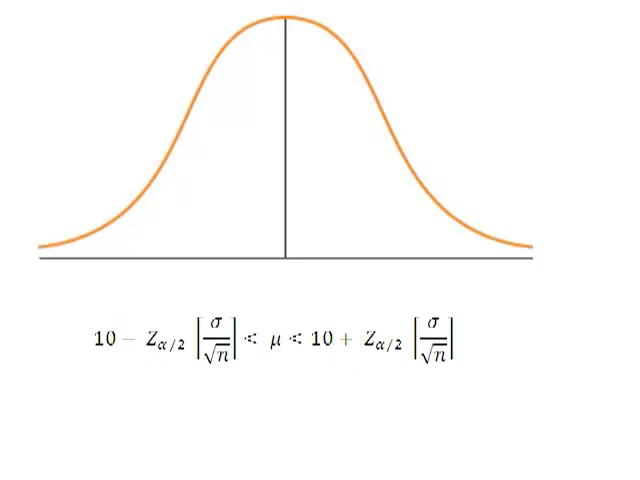 10 − Z_{α/2} [σ/√n] < μ < 10 + Z_{α/2} [σ/√n]